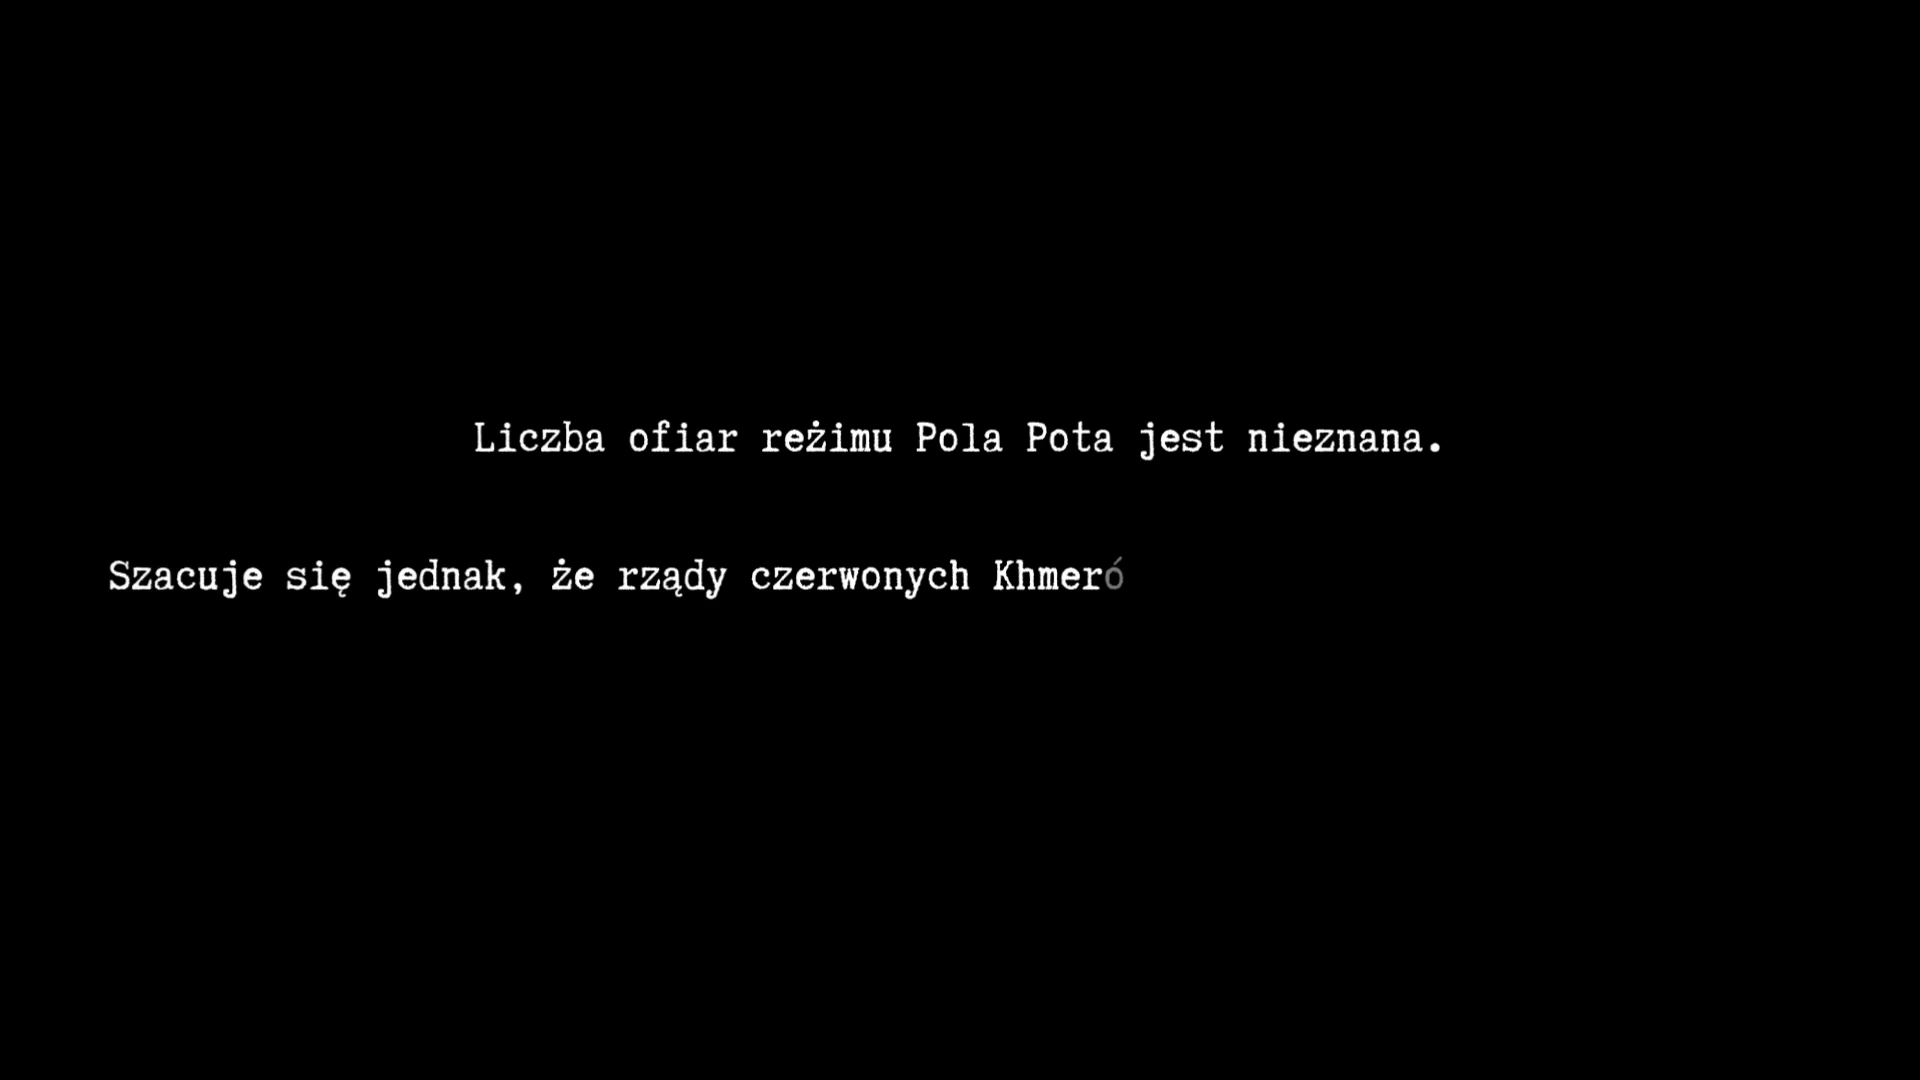 Liczba ofiar reżimu Pola Pota jest nieznana.
Szacuje się jednak, że rządy czerwonych Khmeró